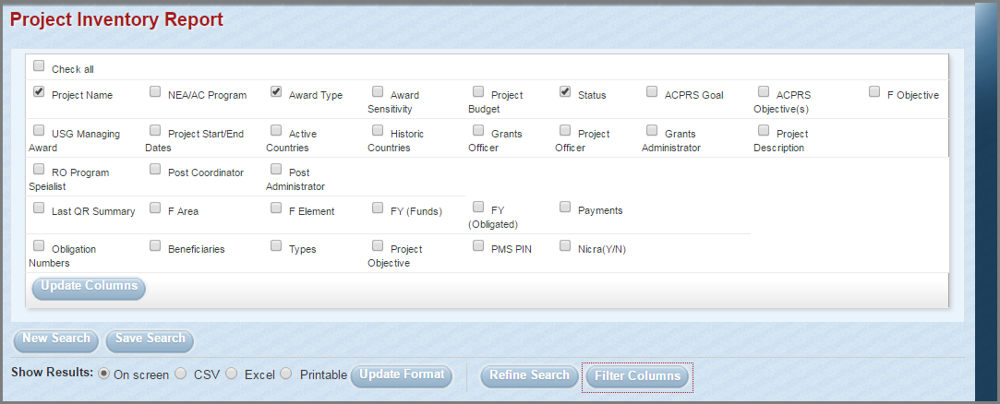 Project Inventory Report
Check all
Project Name NEA/AC Program Award Type Award Sensitivity Project Budget Status ACPRS Goal ACPRS Objective(s) F Objective
USG Managing Award Project Start/End Dates Active Countries Historic Countries Grants Officer Project Officer Grants Administrator Project Description
RO Program Speialist Post Coordinator Post Administrator
Last QR Summary F Area F Element FY (Funds) FY (Obligated) Payments
Obligation Numbers Beneficiaries Types Project Objective PMS PIN Nicra(Y/N)
Update Columns
New Search Save Search
Show Results: On screen CSV Excel Printable Update Format Refine Search Filter Columns